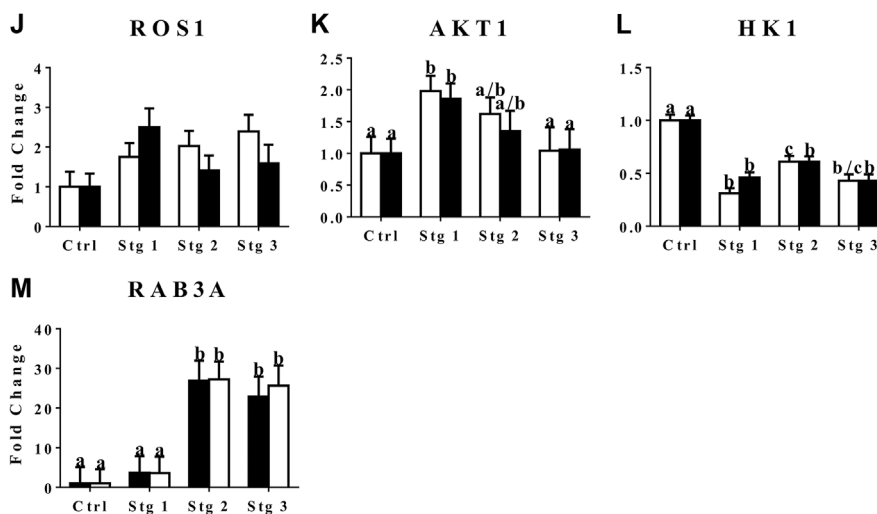 J ROS1
Fold Change
4
3
2
1
0
Ctrl Stg 1 Stg 2 Stg 3
K AKT1
2.5
2.0
1.5
1.0
0.5
0.0
a a b b a/b a/b a a
Ctrl Stg 1 Stg 2 Stg 3
L HK1
1.5
1.0
0.5
0.0
a a b b c b b/c b
Ctrl Stg 1 Stg 2 Stg 3
M RAB3A
Fold Change
40
30
20
10
0
a a a a b b b b
Ctrl Stg 1 Stg 2 Stg 3